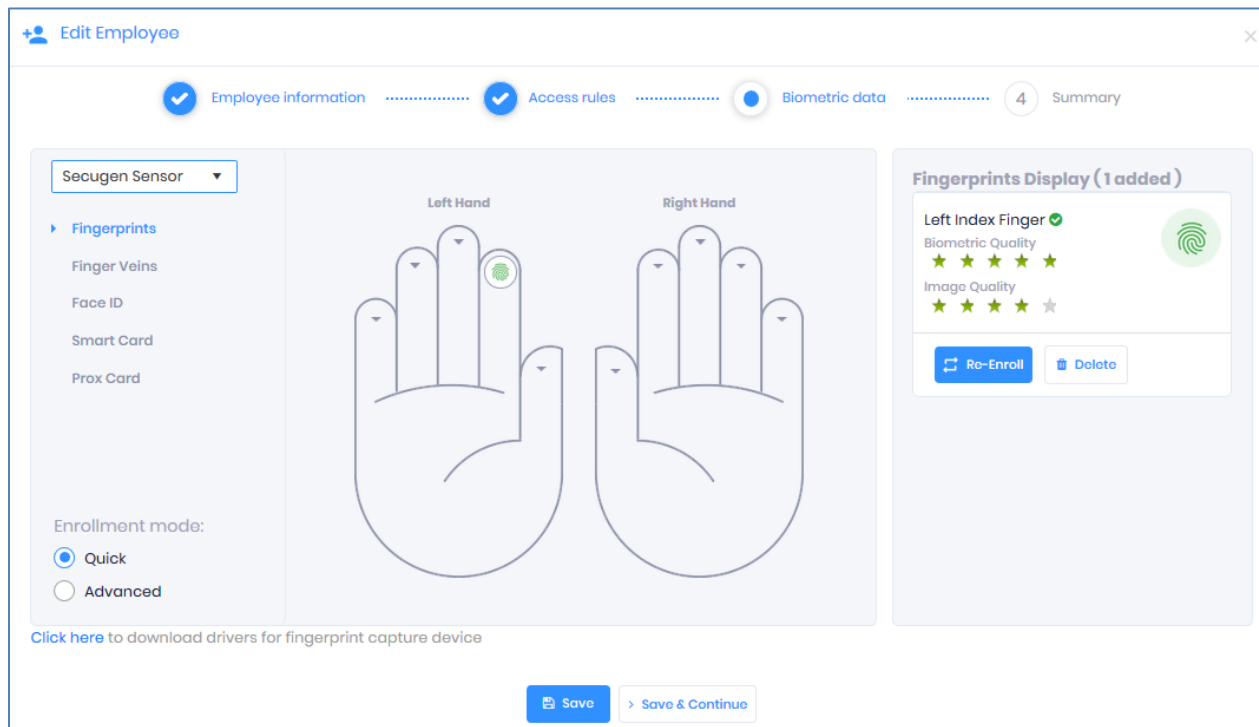 Edit Employee
Employee information
Access rules
Biometric data
4 Summary
Secugen Sensor
Fingerprints
Finger Veins
Face ID
Smart Card
Prox Card
Enrollment mode:
Quick
Advanced
Left Hand
Right Hand
Fingerprints Display ( 1 added )
Left Index Finger
Biometric Quality
Image Quality
Re-Enroll
Delete
Click here to download drivers for fingerprint capture device
Save
Save & Continue